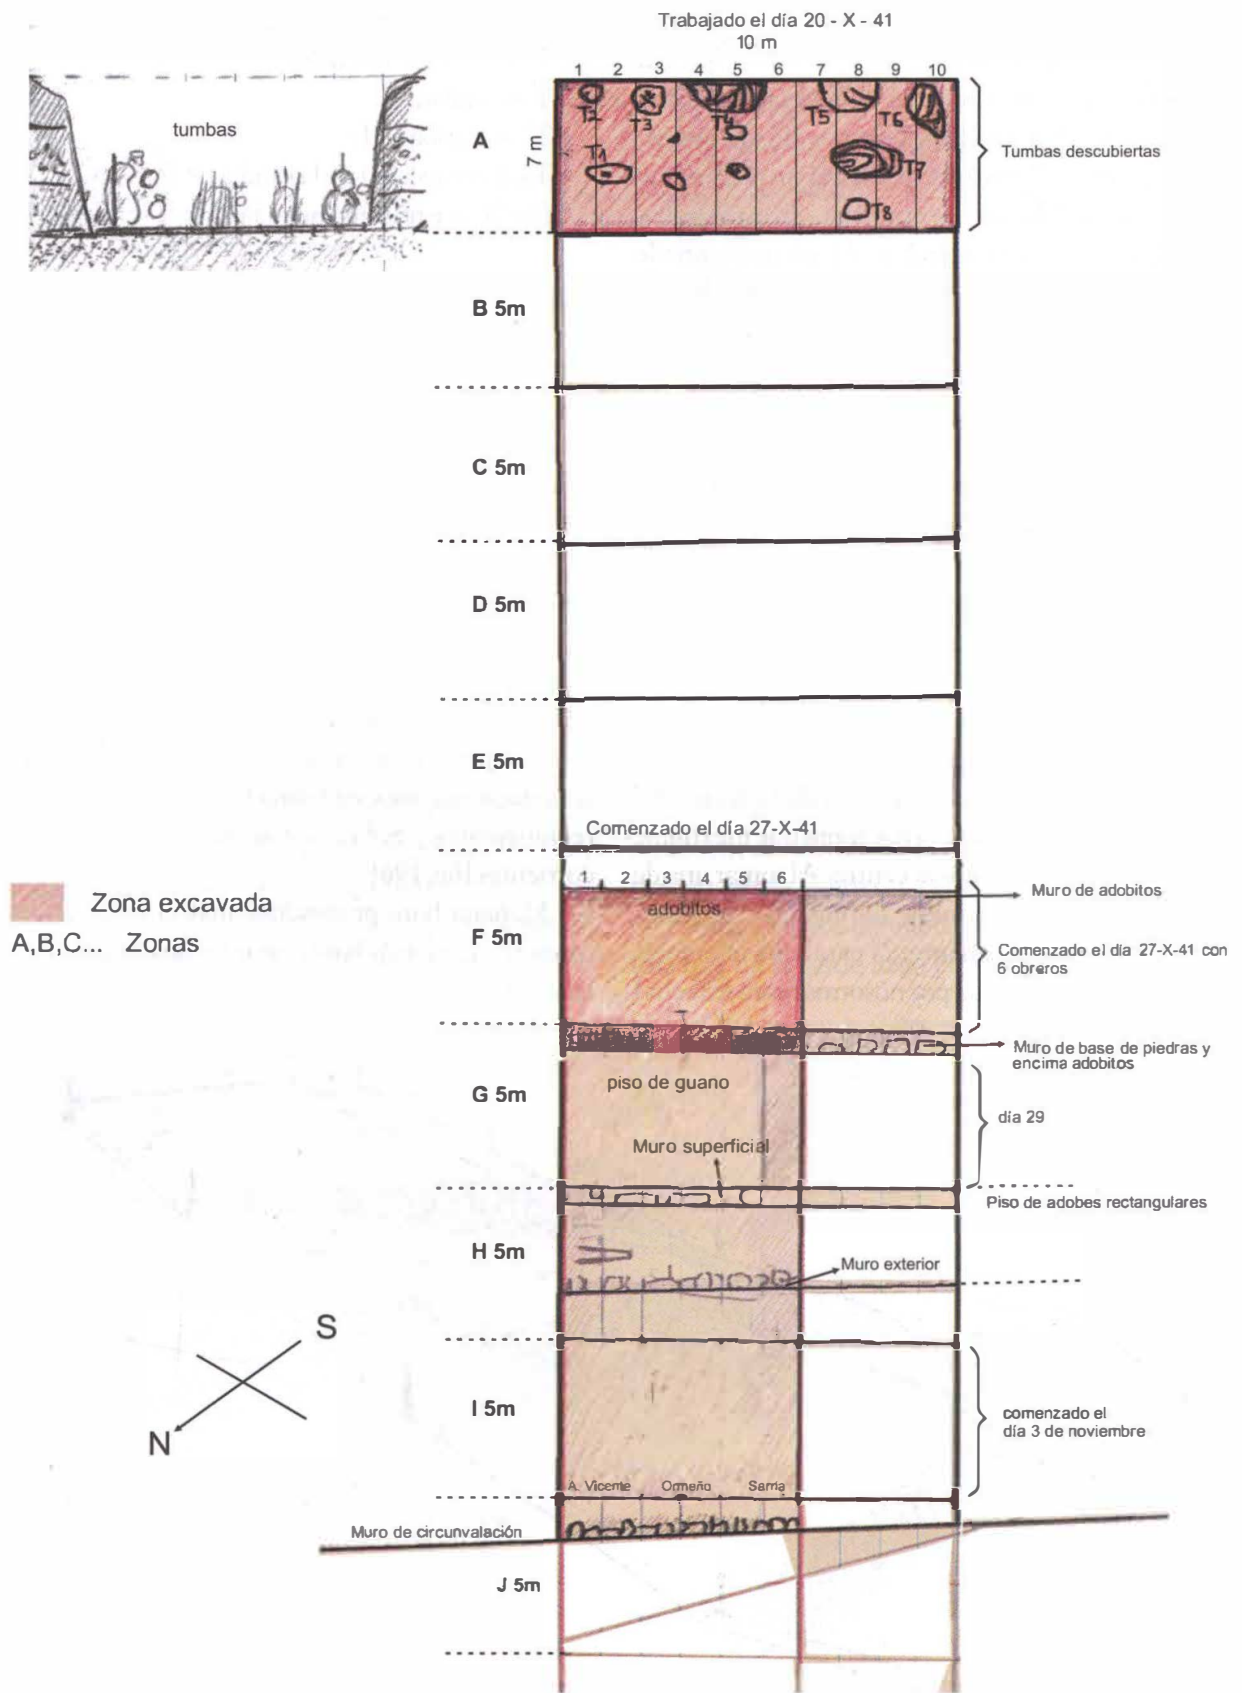 Trabajado el día 20 - X - 41
10 m
1 2 3 4 5 6 7 8 9 10
tumbas
A
7 m
T2 T3 T4 T5 T6
T1 T7
T8
Tumbas descubiertas
B 5m
C 5m
D 5m
E 5m
Comenzado el día 27-X-41
1 2 3 4 5 6
adobitos
Muro de adobitos
Zona excavada
A,B,C... Zonas
F 5m
Comenzado el día 27-X-41 con
6 obreros
Muro de base de piedras y
encima adobitos
piso de guano
G 5m
día 29
Muro superficial
Piso de adobes rectangulares
H 5m
Muro exterior
S
N
I 5m
comenzado el
día 3 de noviembre
A. Vicente Ormeño Sarria
Muro de circunvalación
J 5m